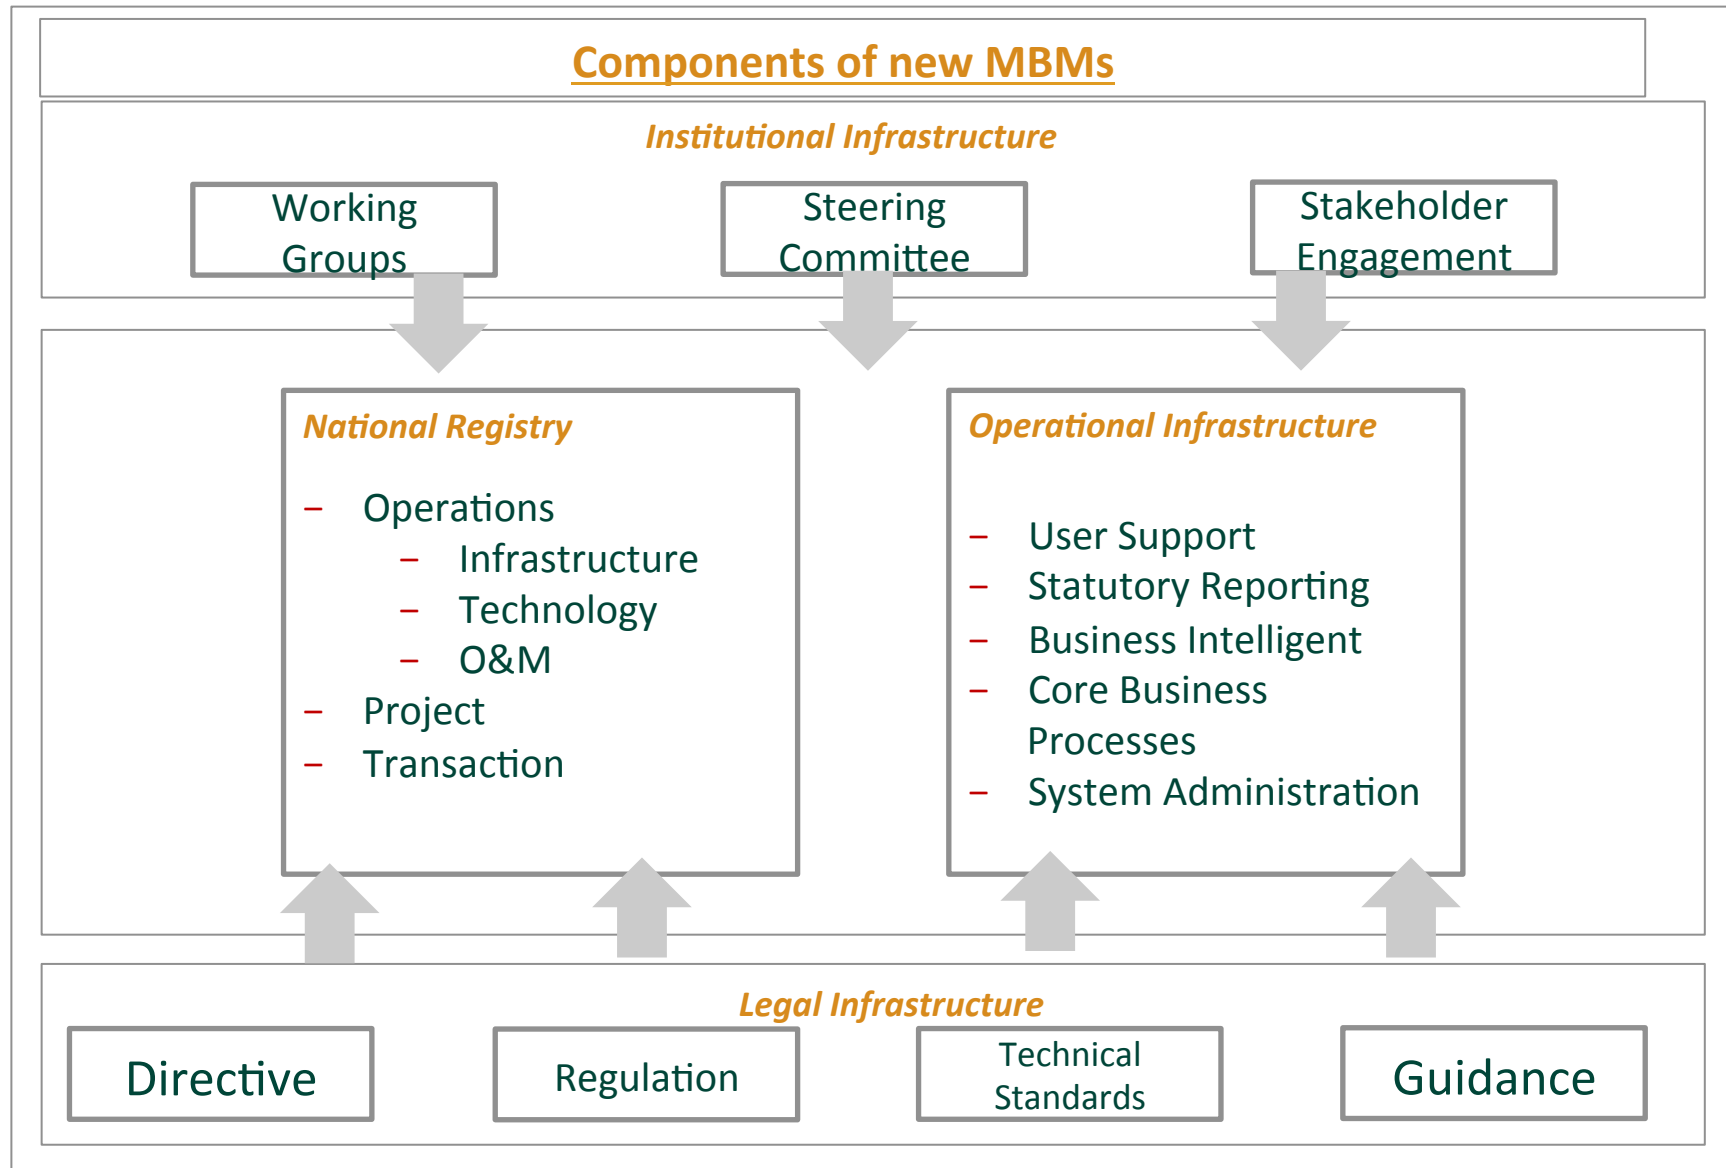 Components of new MBMs
Institutional Infrastructure
Working
Groups
Steering
Committee
Stakeholder
Engagement
National Registry
– Operations
– Infrastructure
– Technology
– O&M
– Project
– Transaction
Operational Infrastructure
– User Support
– Statutory Reporting
– Business Intelligent
– Core Business
Processes
– System Administration
Legal Infrastructure
Directive
Regulation
Technical
Standards
Guidance